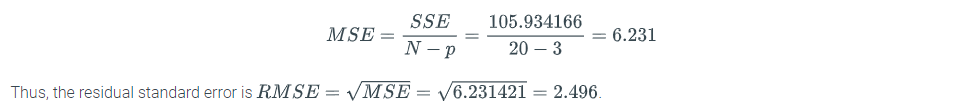 MSE = SSE / N − p = 105.934166 / 20 − 3 = 6.231
Thus, the residual standard error is RMSE = √MSE = √6.231421 = 2.496.